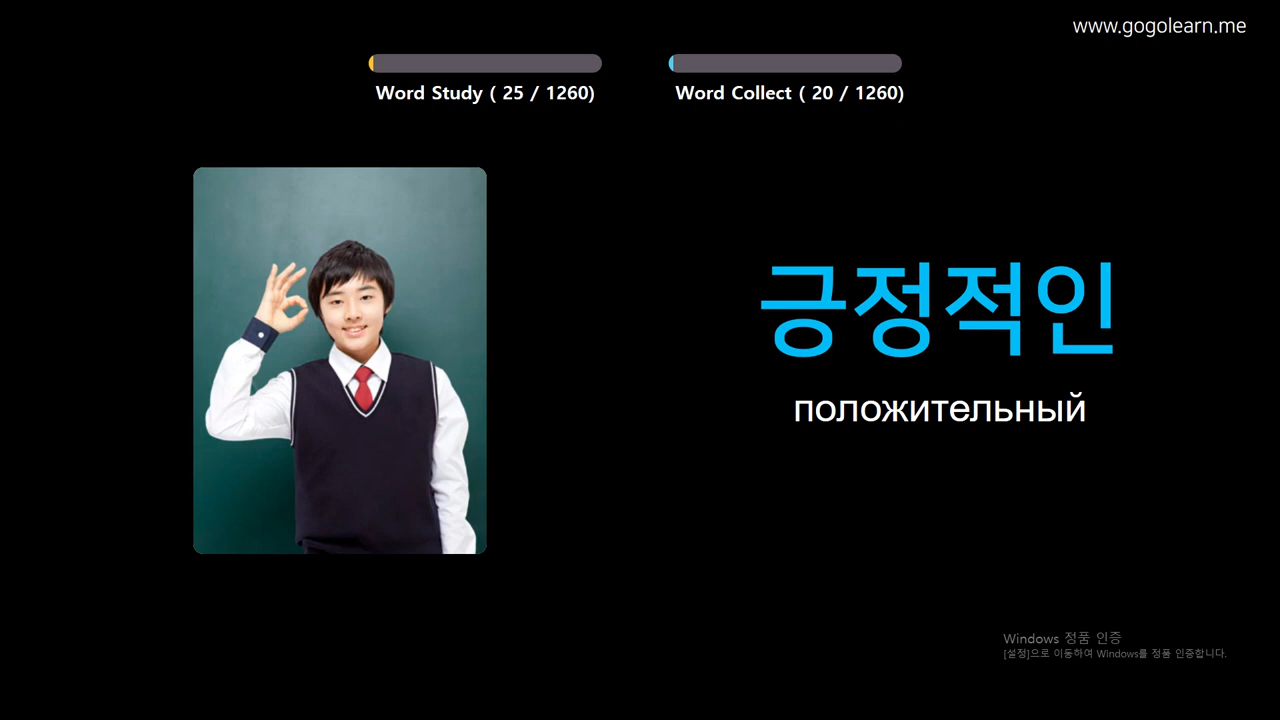 www.gogolearn.me
Word Study ( 25 / 1260)
Word Collect ( 20 / 1260)
긍정적인
положительный
Windows 정품 인증
[설정]으로 이동하여 Windows를 정품 인증합니다.